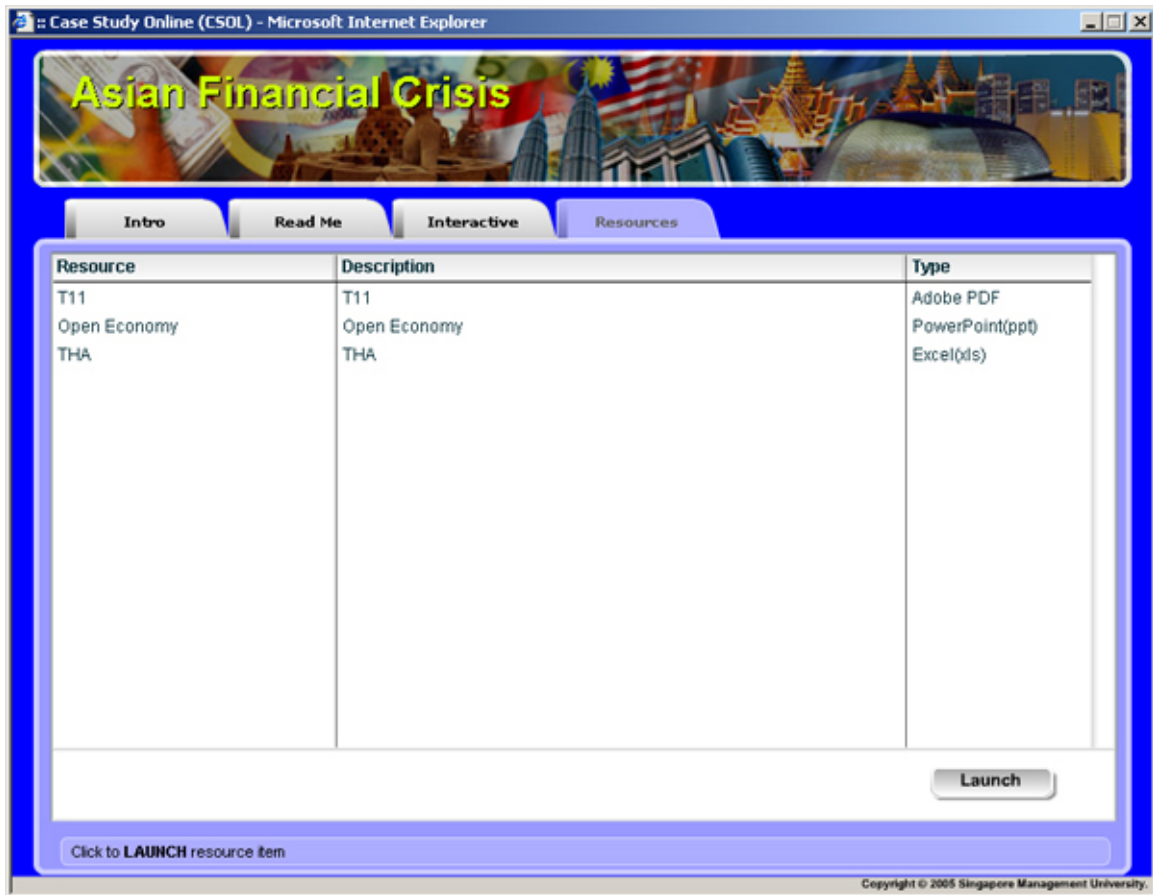 :: Case Study Online (CSOL) - Microsoft Internet Explorer
Asian Financial Crisis
Intro Read Me Interactive Resources
Resource Description Type
T11 T11 Adobe PDF
Open Economy Open Economy PowerPoint(ppt)
THA THA Excel(xls)
Launch
Click to LAUNCH resource item
Copyright © 2005 Singapore Management University.